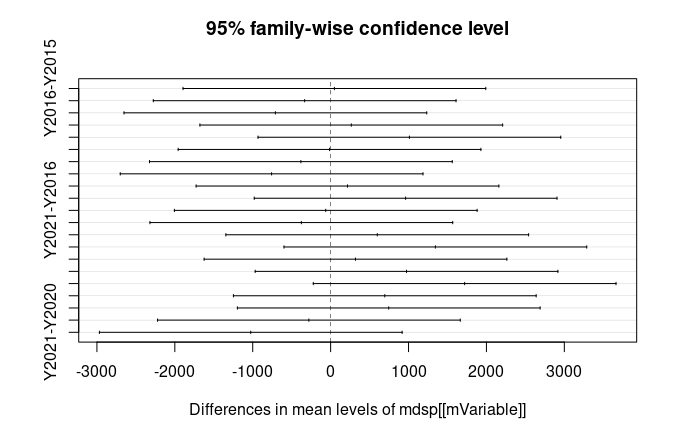 95% family-wise confidence level
Y2016-Y2015
Y2021-Y2016
Y2021-Y2020
-3000 -2000 -1000 0 1000 2000 3000
Differences in mean levels of mdsp[[mVariable]]